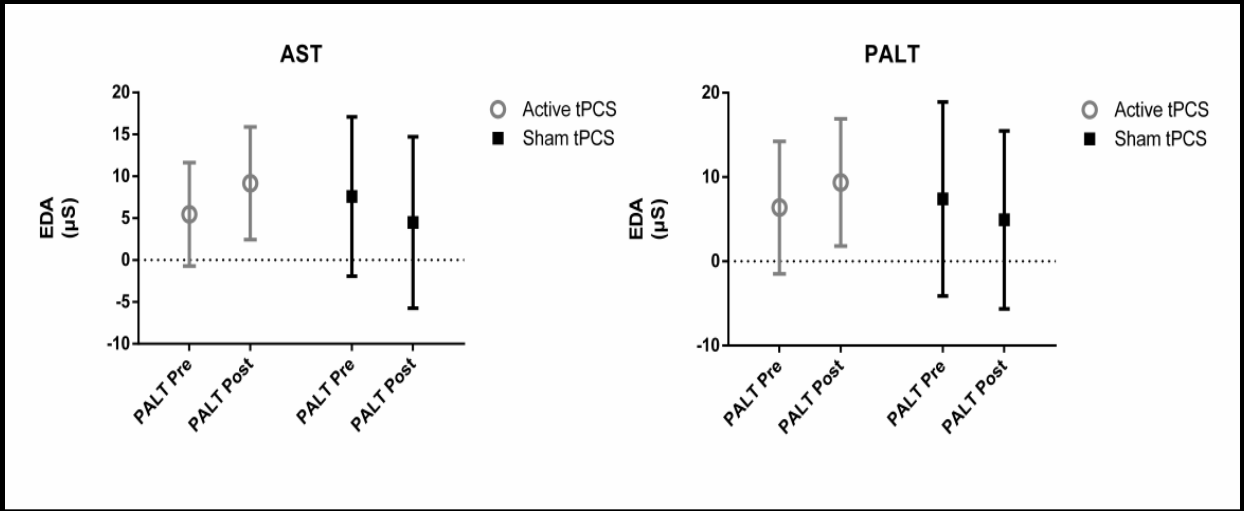 AST
20
15
10
5
0
-5
-10
EDA
(µS)
PALT Pre
PALT Post
PALT Pre
PALT Post
Active tPCS
Sham tPCS
PALT
20
10
0
-10
EDA
(µS)
PALT Pre
PALT Post
PALT Pre
PALT Post
Active tPCS
Sham tPCS